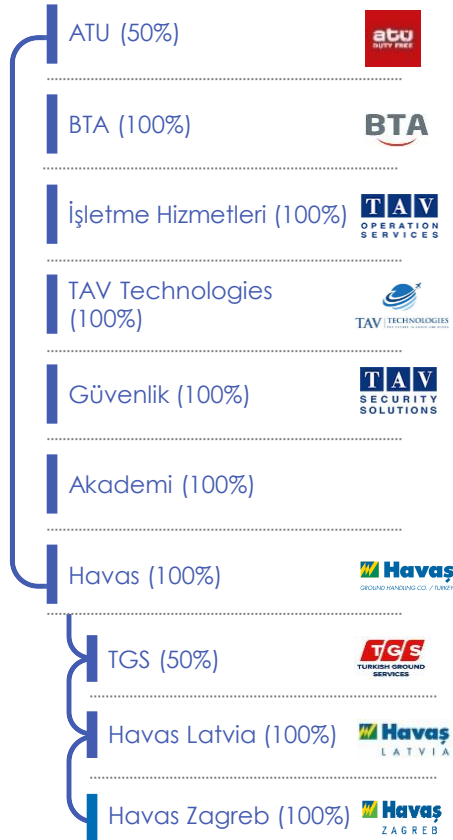 ATU (50%)
atü
DUTY FREE
BTA (100%)
BTA
İşletme Hizmetleri (100%)
TAV
OPERATION
SERVICES
TAV Technologies
(100%)
TAV TECHNOLOGIES
Güvenlik (100%)
TAV
SECURITY
SOLUTIONS
Akademi (100%)
Havas (100%)
Havaş
GROUND HANDLING CO. / TURKEY
TGS (50%)
TGS
TURKISH GROUND
SERVICES
Havas Latvia (100%)
Havaş
LATVIA
Havas Zagreb (100%)
Havaş
ZAGREB